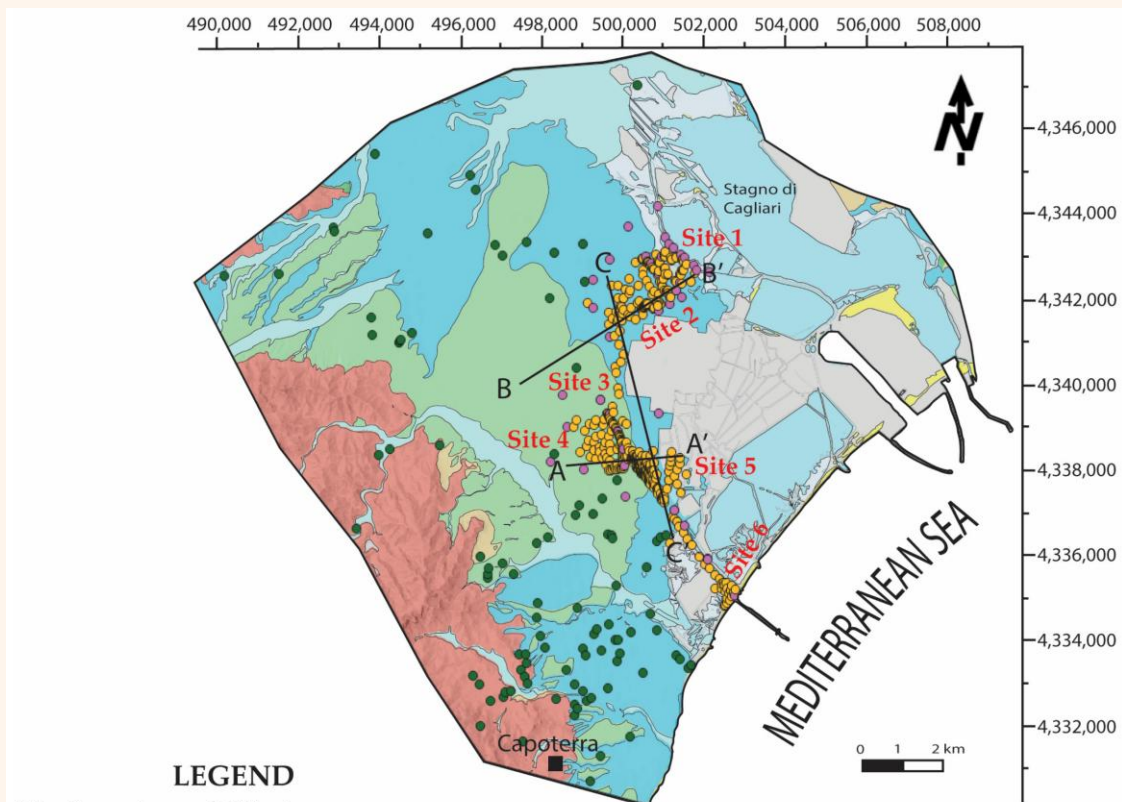 490,000 492,000 494,000 496,000 498,000 500,000 502,000 504,000 506,000 508,000
N
4,346,000
Stagno di
Cagliari
4,344,000
Site 1
C
B'
4,342,000
Site 2
B
Site 3
4,340,000
Site 4
A
A'
Site 5
4,338,000
C'
4,336,000
Site 6
MEDITERRANEAN SEA
4,334,000
4,332,000
Capoterra
0 1 2 km
LEGEND